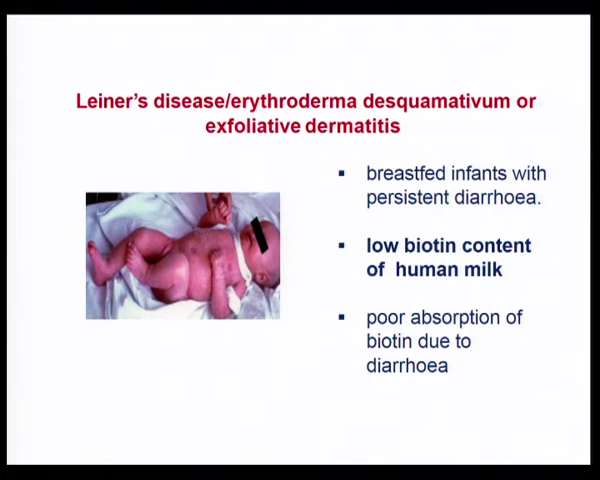 Leiner's disease/erythroderma desquamativum or
exfoliative dermatitis
▪ breastfed infants with
persistent diarrhoea.
▪ low biotin content
of human milk
▪ poor absorption of
biotin due to
diarrhoea